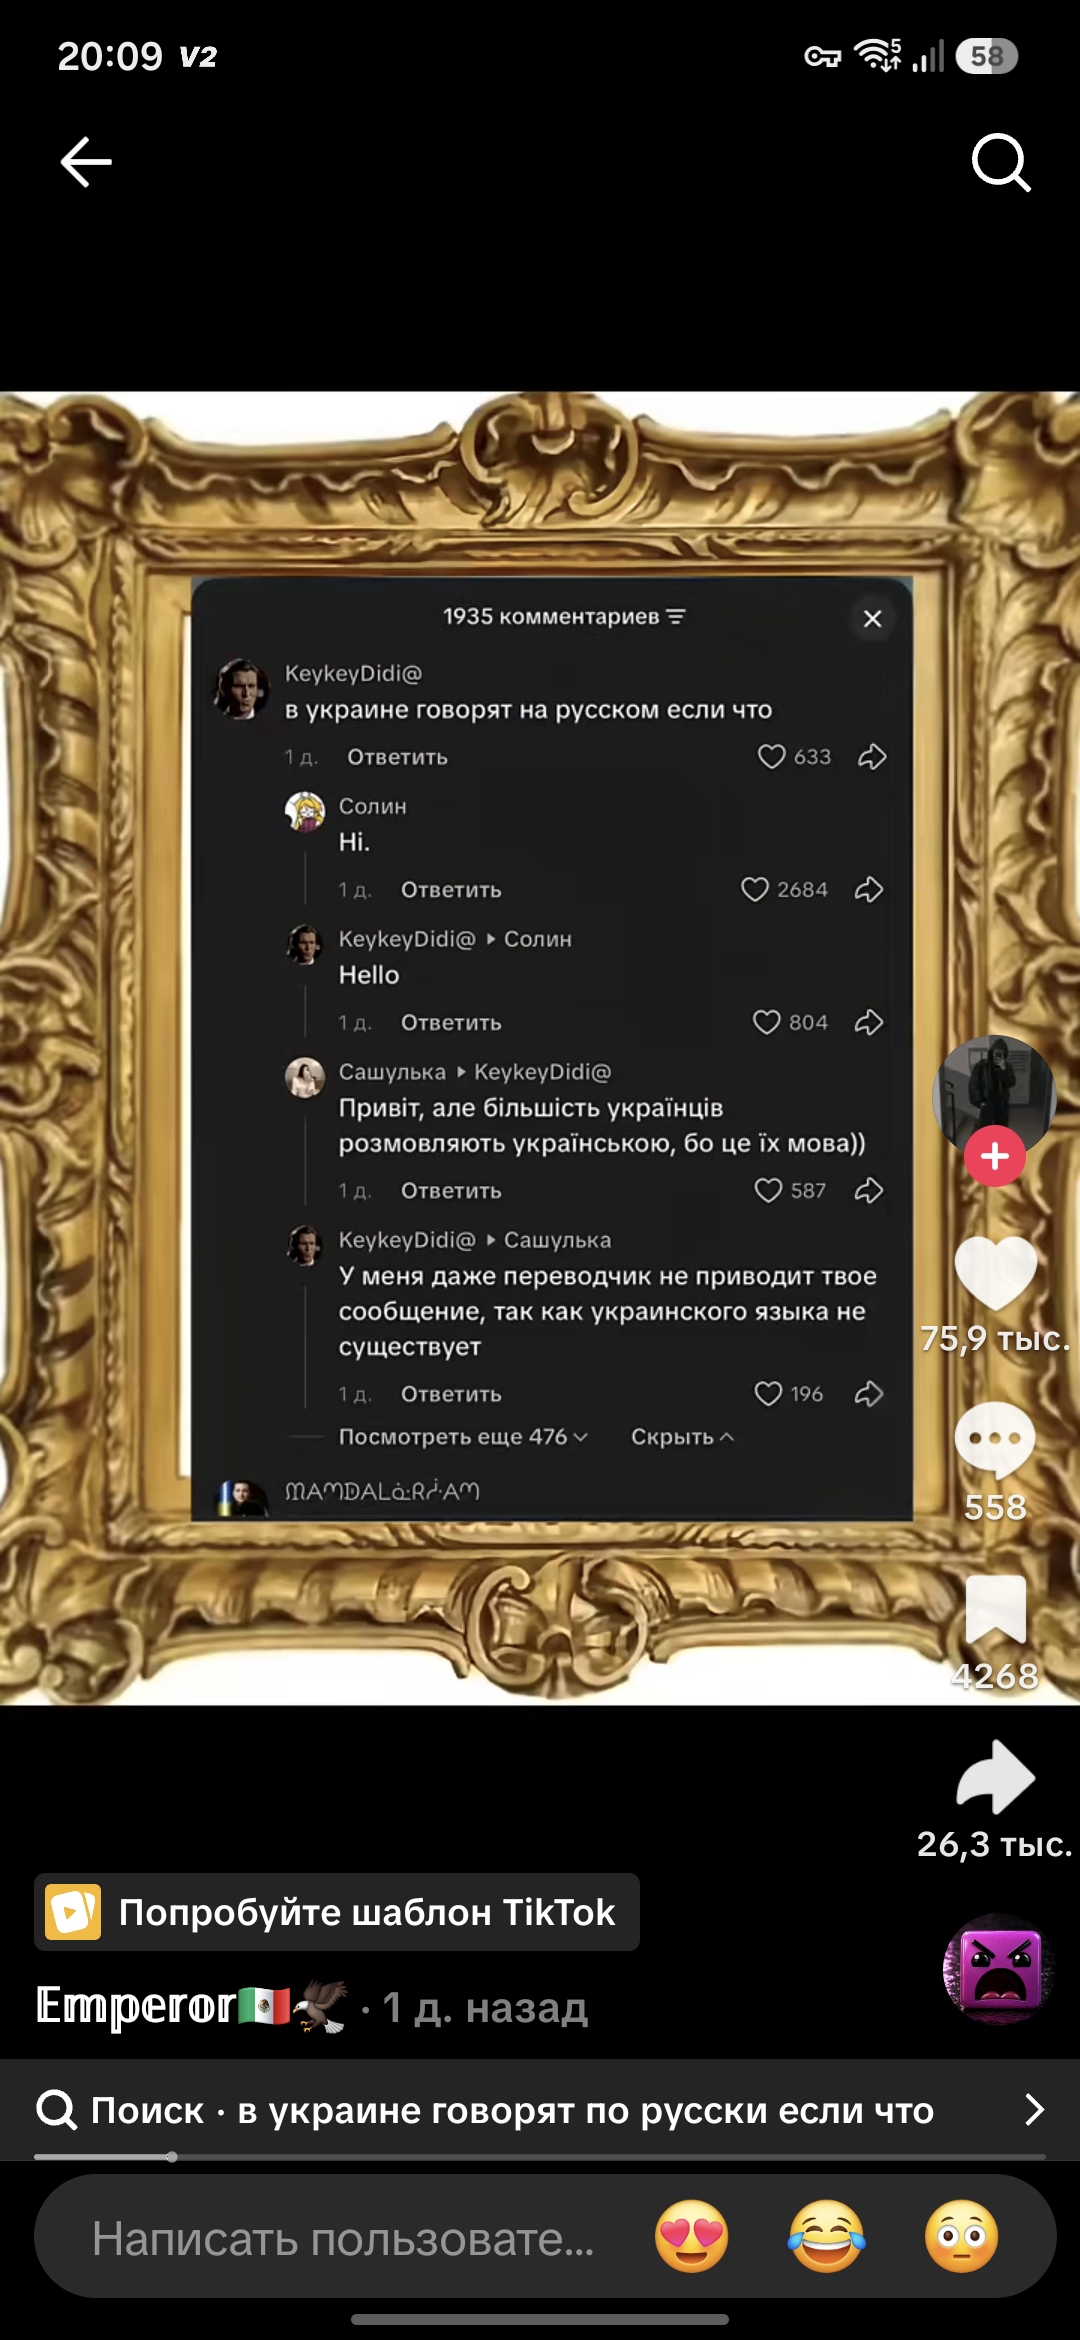 20:09 V2
5
58
1935 комментариев
KeykeyDidi@
в украине говорят на русском если что
1 д. Ответить 633
Солин
Hi.
1 д. Ответить 2684
KeykeyDidi@ Солин
Hello
1 д. Ответить 804
Сашулька KeykeyDidi@
Привіт, але більшість українців
розмовляють українською, бо це їх мова))
1 д. Ответить 587
KeykeyDidi@ Сашулька
У меня даже переводчик не приводит твое
сообщение, так как украинского языка не
существует
1 д. Ответить 196
Посмотреть еще 476 Скрыть
75,9 тыс.
558
4268
26,3 тыс.
Попробуйте шаблон TikTok
𝔼𝕞𝕡𝕖𝕣𝕠𝕣🇲🇽🦅 · 1 д. назад
Поиск · в украине говорят по русски если что
Написать пользовате...